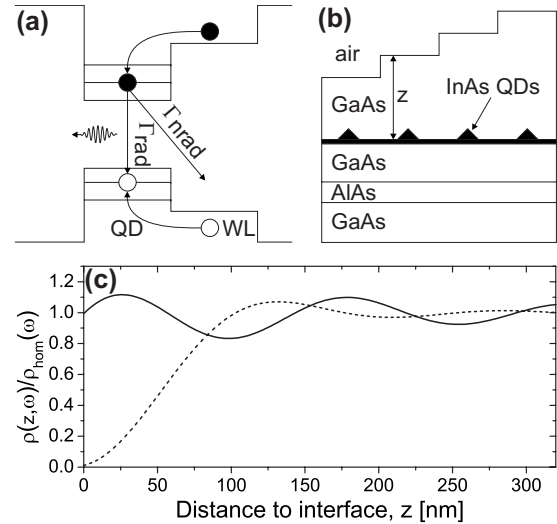 (a)
Γrad
Γnrad
QD
WL
(b)
air
z
InAs QDs
GaAs
GaAs
AlAs
GaAs
(c)
ρ(z,ω)/ρhom(ω)
1.2
1.0
0.8
0.6
0.4
0.2
0.0
0 50 100 150 200 250 300
Distance to interface, z [nm]